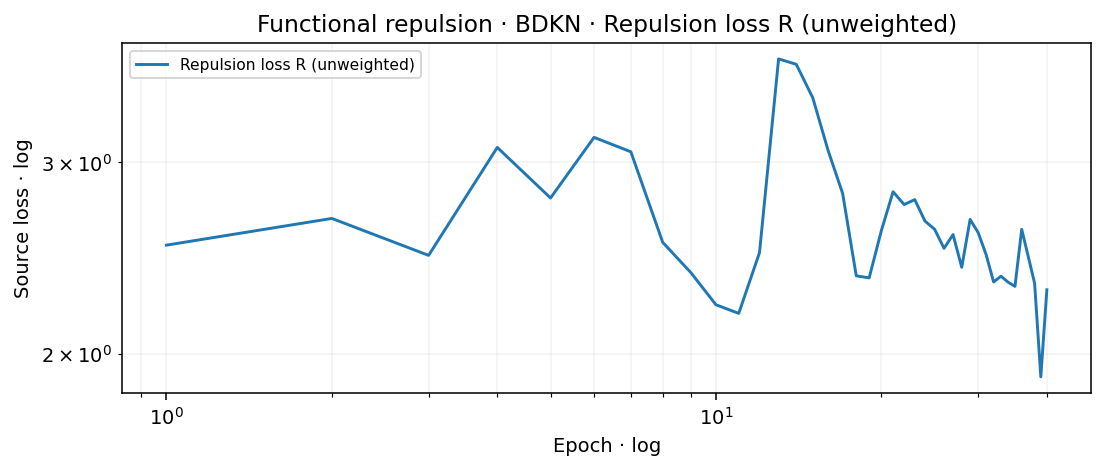 Functional repulsion · BDKN · Repulsion loss R (unweighted)
Repulsion loss R (unweighted)
Source loss · log
3 × 10⁰
2 × 10⁰
10⁰
10¹
Epoch · log